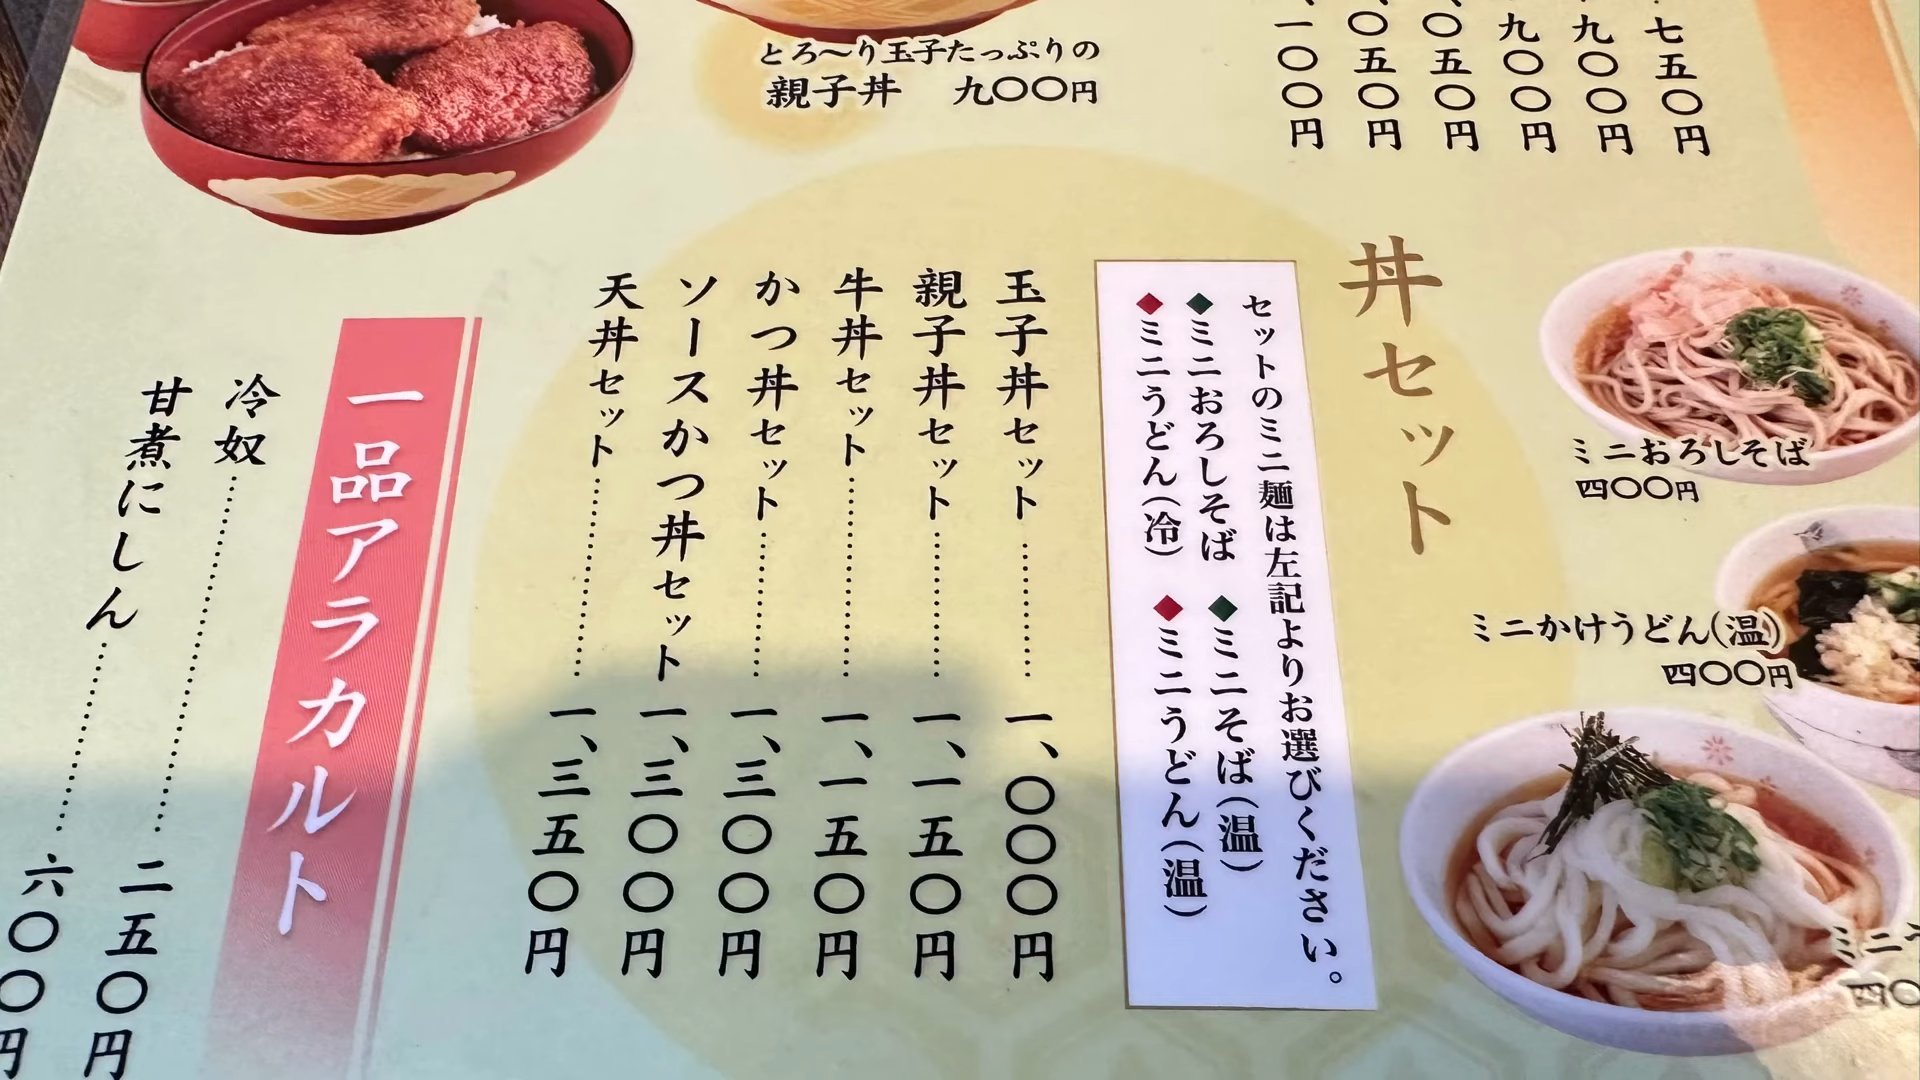 とろ〜り玉子たっぷりの
親子丼 九〇〇円
七五〇円
九〇〇円
九〇〇円
〇五〇円
〇五〇円
一〇〇円
ミニおろしそば
四〇〇円
ミニかけうどん(温)
四〇〇円
丼セット
セットのミニ麺は左記よりお選びください。
◆ミニおろしそば ◆ミニそば(温)
◆ミニうどん(冷) ◆ミニうどん(温)
玉子丼セット………一、〇〇〇円
親子丼セット………一、一五〇円
牛丼セット………一、一五〇円
かつ丼セット………一、三〇〇円
ソースかつ丼セット 一、三〇〇円
天丼セット………一、三五〇円
一品アラカルト
冷奴………二五〇円
甘煮にしん………六〇〇円